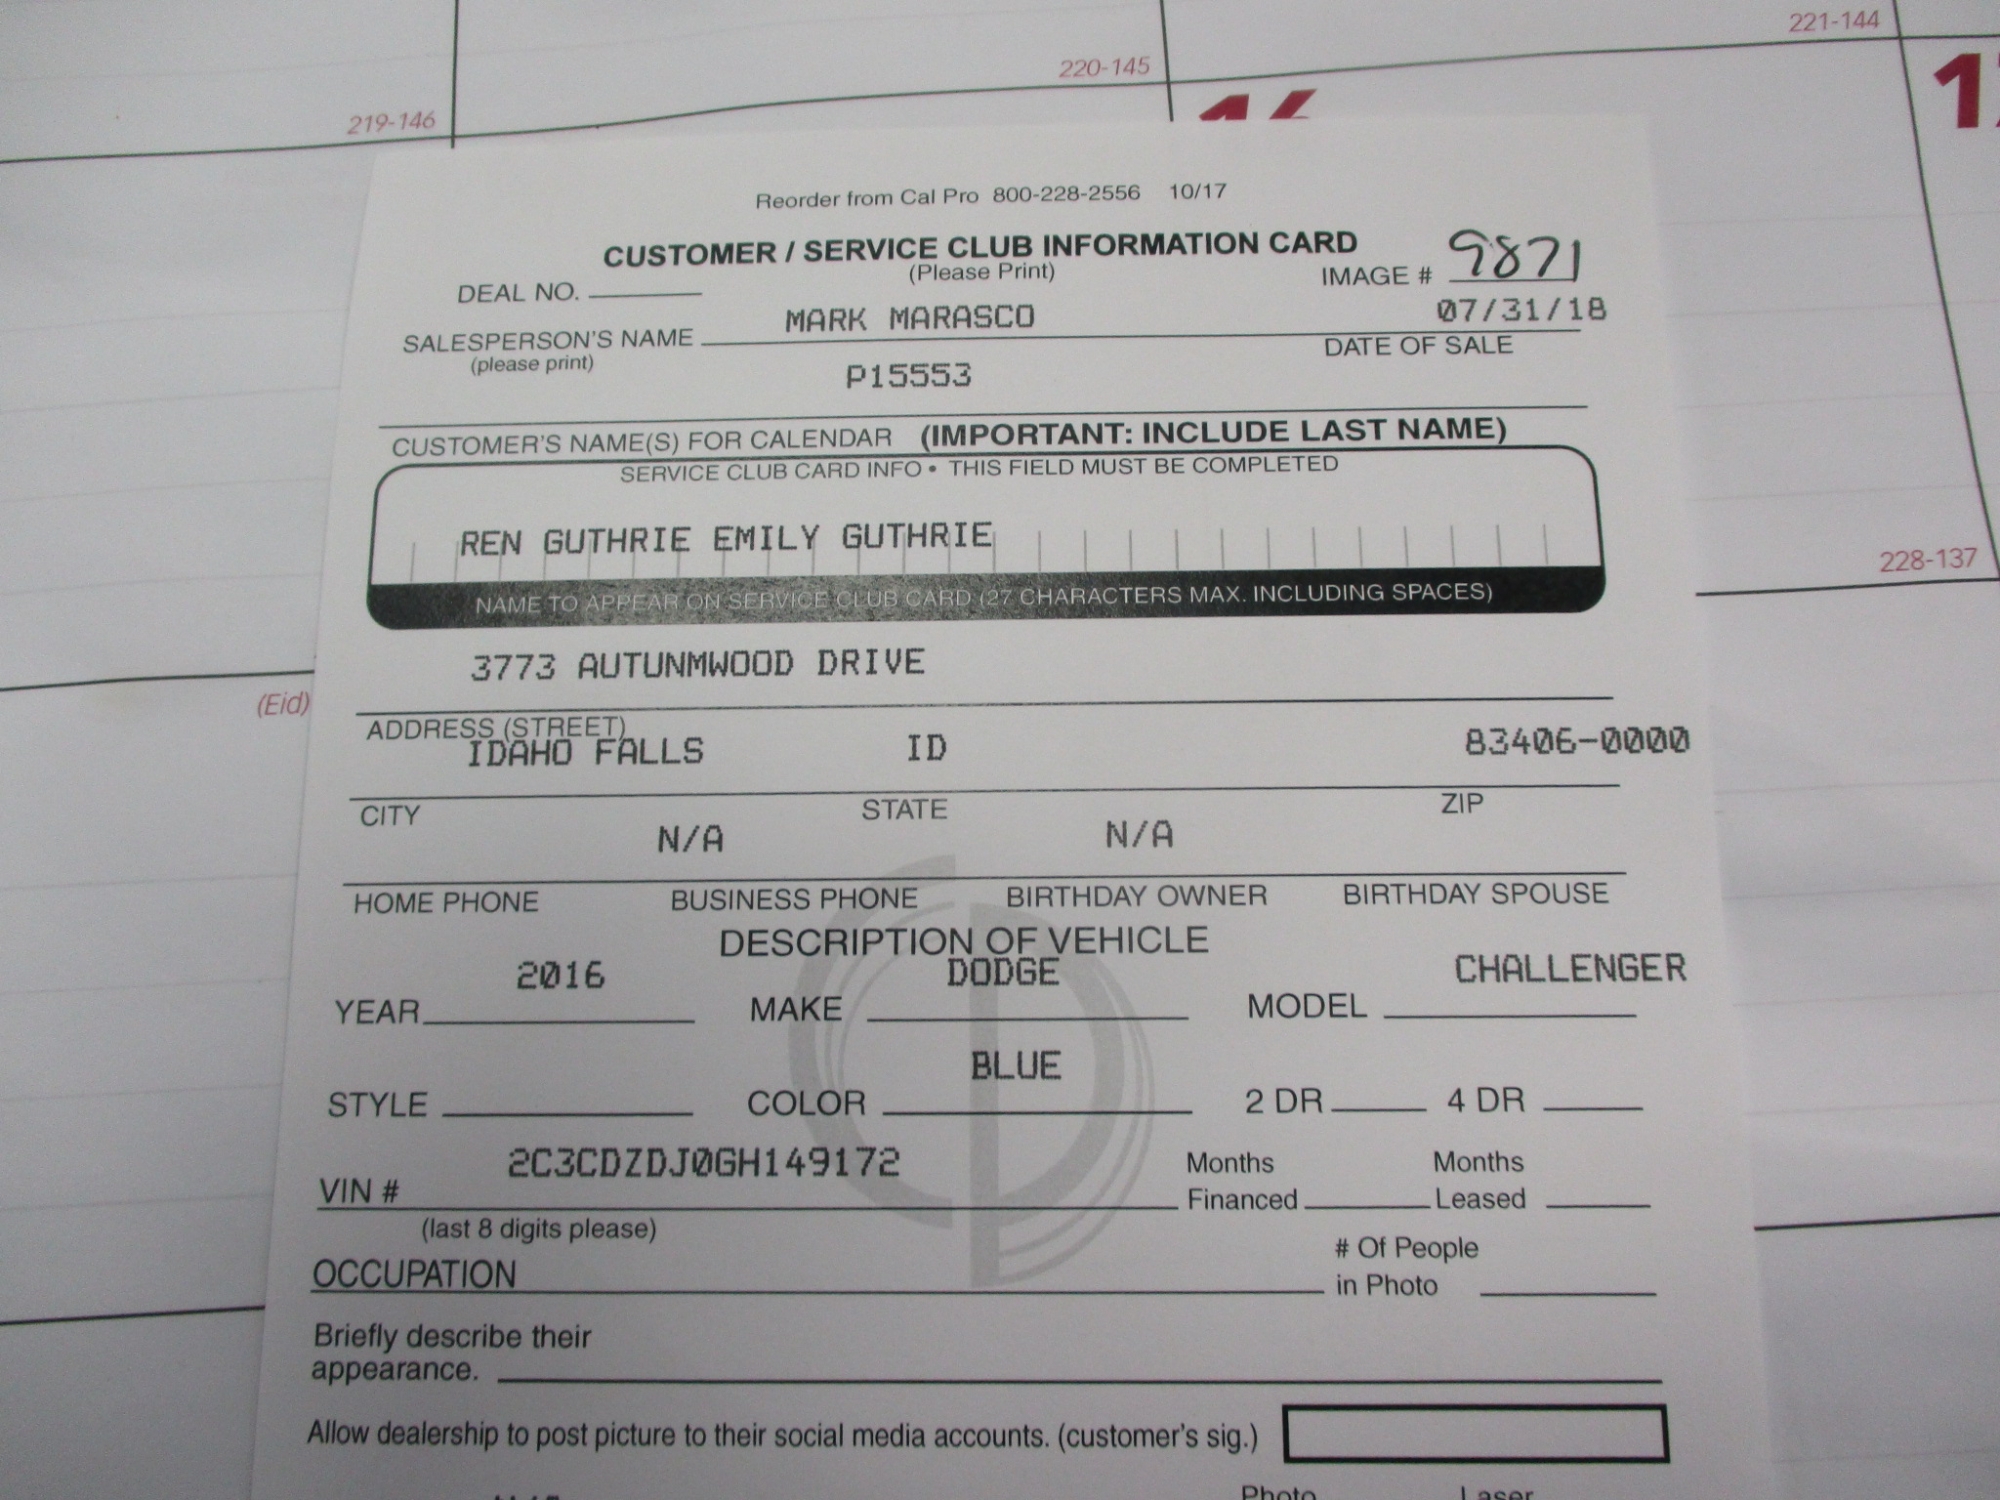 221-144
220-145
219-146
Reorder from Cal Pro 800-228-2556 10/17
CUSTOMER / SERVICE CLUB INFORMATION CARD
(Please Print)
DEAL NO. IMAGE # 9871
MARK MARASCO 07/31/18
SALESPERSON'S NAME DATE OF SALE
(please print)
P15553
CUSTOMER'S NAME(S) FOR CALENDAR (IMPORTANT: INCLUDE LAST NAME)
SERVICE CLUB CARD INFO • THIS FIELD MUST BE COMPLETED
REN GUTHRIE EMILY GUTHRIE
228-137
NAME TO APPEAR ON SERVICE CLUB CARD (27 CHARACTERS MAX. INCLUDING SPACES)
3773 AUTUNMWOOD DRIVE
(Eid)
ADDRESS (STREET)
IDAHO FALLS ID 83406-0000
CITY STATE ZIP
N/A N/A
HOME PHONE BUSINESS PHONE BIRTHDAY OWNER BIRTHDAY SPOUSE
DESCRIPTION OF VEHICLE
2016 DODGE CHALLENGER
YEAR MAKE MODEL
BLUE
STYLE COLOR 2 DR 4 DR
2C3CDZDJ0GH149172
VIN # Months Financed Months Leased
(last 8 digits please)
OCCUPATION # Of People in Photo
Briefly describe their
appearance.
Allow dealership to post picture to their social media accounts. (customer's sig.)
Photo Laser